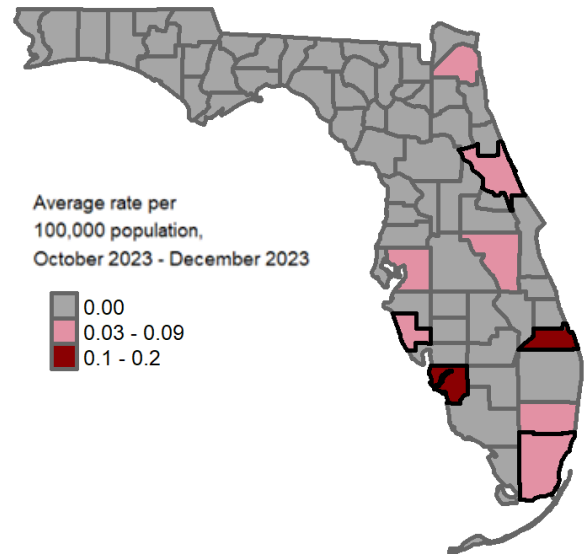 Average rate per
100,000 population,
October 2023 - December 2023
0.00
0.03 - 0.09
0.1 - 0.2